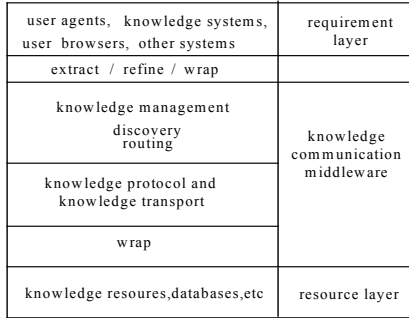 user agents, knowledge systems,
user browsers, other systems
requirement
layer
extract / refine / wrap
knowledge management
discovery
routing
knowledge
communication
middleware
knowledge protocol and
knowledge transport
wrap
knowledge resoures,databases,etc
resource layer